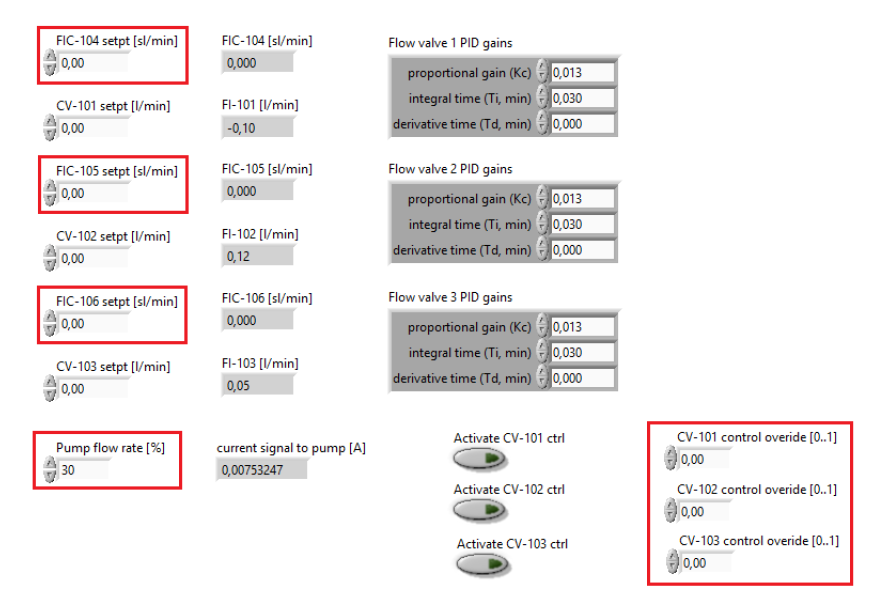 FIC-104 setpt [sl/min]
0,00
FIC-104 [sl/min]
0,000
Flow valve 1 PID gains
proportional gain (Kc) 0,013
integral time (Ti, min) 0,030
derivative time (Td, min) 0,000
CV-101 setpt [l/min]
0,00
FI-101 [l/min]
-0,10
FIC-105 setpt [sl/min]
0,00
FIC-105 [sl/min]
0,000
Flow valve 2 PID gains
proportional gain (Kc) 0,013
integral time (Ti, min) 0,030
derivative time (Td, min) 0,000
CV-102 setpt [l/min]
0,00
FI-102 [l/min]
0,12
FIC-106 setpt [sl/min]
0,00
FIC-106 [sl/min]
0,000
Flow valve 3 PID gains
proportional gain (Kc) 0,013
integral time (Ti, min) 0,030
derivative time (Td, min) 0,000
CV-103 setpt [l/min]
0,00
FI-103 [l/min]
0,05
Pump flow rate [%]
30
current signal to pump [A]
0,00753247
Activate CV-101 ctrl
Activate CV-102 ctrl
Activate CV-103 ctrl
CV-101 control overide [0..1]
0,00
CV-102 control overide [0..1]
0,00
CV-103 control overide [0..1]
0,00